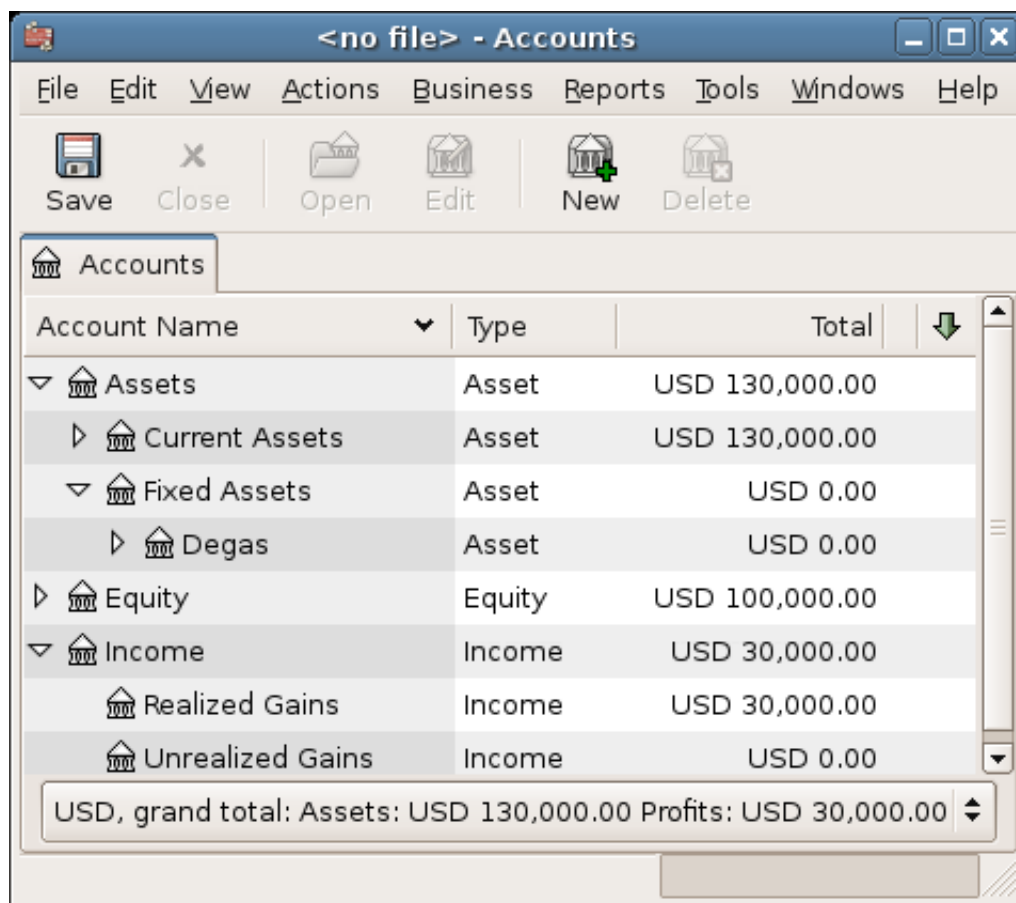 <no file> - Accounts
File Edit View Actions Business Reports Tools Windows Help
Save Close Open Edit New Delete
Accounts
Account Name Type Total
Assets Asset USD 130,000.00
Current Assets Asset USD 130,000.00
Fixed Assets Asset USD 0.00
Degas Asset USD 0.00
Equity Equity USD 100,000.00
Income Income USD 30,000.00
Realized Gains Income USD 30,000.00
Unrealized Gains Income USD 0.00
USD, grand total: Assets: USD 130,000.00 Profits: USD 30,000.00